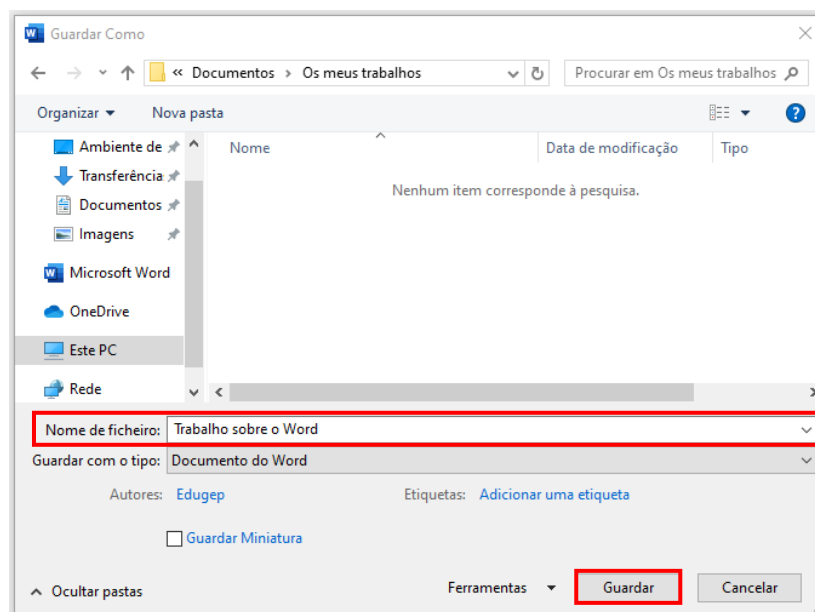 Guardar Como
« Documentos › Os meus trabalhos
Procurar em Os meus trabalhos
Organizar
Nova pasta
Ambiente de
Transferência
Documentos
Imagens
Microsoft Word
OneDrive
Este PC
Rede
Nome
Data de modificação
Tipo
Nenhum item corresponde à pesquisa.
Nome de ficheiro: Trabalho sobre o Word
Guardar com o tipo: Documento do Word
Autores: Edugep
Etiquetas: Adicionar uma etiqueta
Guardar Miniatura
Ocultar pastas
Ferramentas
Guardar
Cancelar